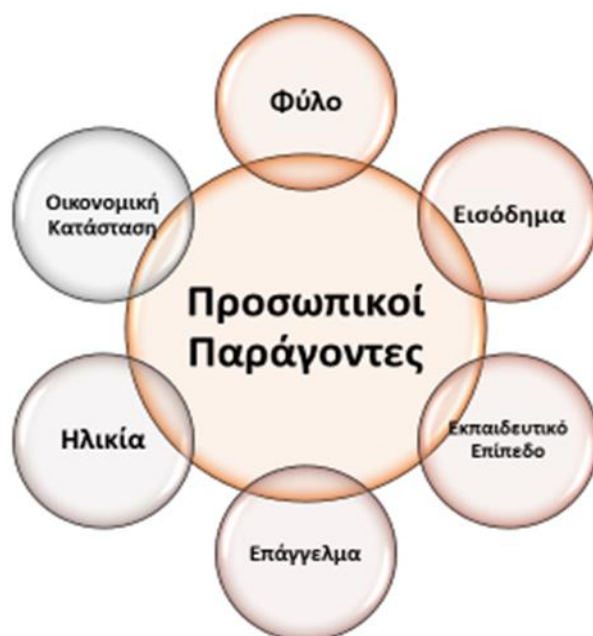 Φύλο
Εισόδημα
Εκπαιδευτικό
Επίπεδο
Επάγγελμα
Ηλικία
Οικονομική
Κατάσταση
Προσωπικοί
Παράγοντες